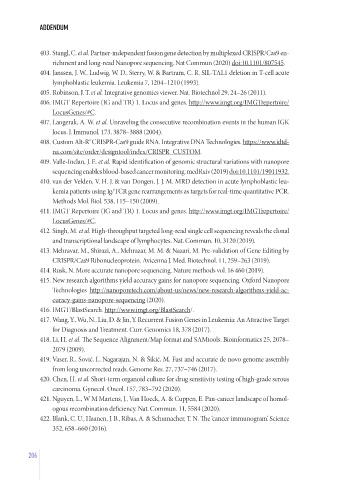 ADDENDUM
403. Stangl, C. et al. Partner-independent fusion gene detection by multiplexed CRISPR/Cas9 en-
richment and long-read Nanopore sequencing. Nat Commun (2020) doi:10.1101/807545.
404. Janssen, J. W., Ludwig, W. D., Sterry, W. & Bartram, C. R. SIL-TAL1 deletion in T-cell acute
lymphoblastic leukemia. Leukemia 7, 1204–1210 (1993).
405. Robinson, J. T. et al. Integrative genomics viewer. Nat. Biotechnol 29, 24–26 (2011).
406. IMGT Repertoire (IG and TR) 1. Locus and genes. http://www.imgt.org/IMGTrepertoire/
LocusGenes/#C.
407. Langerak, A. W. et al. Unraveling the consecutive recombination events in the human IGK
locus. J. Immunol. 173, 3878–3888 (2004).
408. Custom Alt-R® CRISPR-Cas9 guide RNA. Integrative DNA Technologies. https://www.idtd-
na.com/site/order/designtool/index/CRISPR_CUSTOM.
409. Valle-Inclan, J. E. et al. Rapid identification of genomic structural variations with nanopore
sequencing enables blood-based cancer monitoring. medRxiv (2019) doi:10.1101/19011932.
410. van der Velden, V. H. J. & van Dongen, J. J. M. MRD detection in acute lymphoblastic leu-
kemia patients using Ig/TCR gene rearrangements as targets for real-time quantitative PCR.
Methods Mol. Biol. 538, 115–150 (2009).
411. IMGT Repertoire (IG and TR) 1. Locus and genes. http://www.imgt.org/IMGTrepertoire/
LocusGenes/#C.
412. Singh, M. et al. High-throughput targeted long-read single cell sequencing reveals the clonal
and transcriptional landscape of lymphocytes. Nat. Commun. 10, 3120 (2019).
413. Mehravar, M., Shirazi, A., Mehrazar, M. M. & Nazari, M. Pre-validation of Gene Editing by
CRISPR/Cas9 Ribonucleoprotein. Avicenna J. Med. Biotechnol. 11, 259–263 (2019).
414. Rusk, N. More accurate nanopore sequencing. Nature methods vol. 16 460 (2019).
415. New research algorithms yield accuracy gains for nanopore sequencing. Oxford Nanopore
Technologies http://nanoporetech.com/about-us/news/new-research-algorithms-yield-ac-
curacy-gains-nanopore-sequencing (2020).
416. IMGT/BlastSearch. http://www.imgt.org/BlastSearch/.
417. Wang, Y., Wu, N., Liu, D. & Jin, Y. Recurrent Fusion Genes in Leukemia: An Attractive Target
for Diagnosis and Treatment. Curr. Genomics 18, 378 (2017).
418. Li, H. et al. The Sequence Alignment/Map format and SAMtools. Bioinformatics 25, 2078–
2079 (2009).
419. Vaser, R., Sović, I., Nagarajan, N. & Šikić, M. Fast and accurate de novo genome assembly
from long uncorrected reads. Genome Res. 27, 737–746 (2017).
420. Chen, H. et al. Short-term organoid culture for drug sensitivity testing of high-grade serous
carcinoma. Gynecol. Oncol. 157, 783–792 (2020).
421. Nguyen, L., W M Martens, J., Van Hoeck, A. & Cuppen, E. Pan-cancer landscape of homol-
ogous recombination deficiency. Nat. Commun. 11, 5584 (2020).
422. Blank, C. U., Haanen, J. B., Ribas, A. & Schumacher, T. N. The 'cancer immunogram'. Science
352, 658–660 (2016).
206